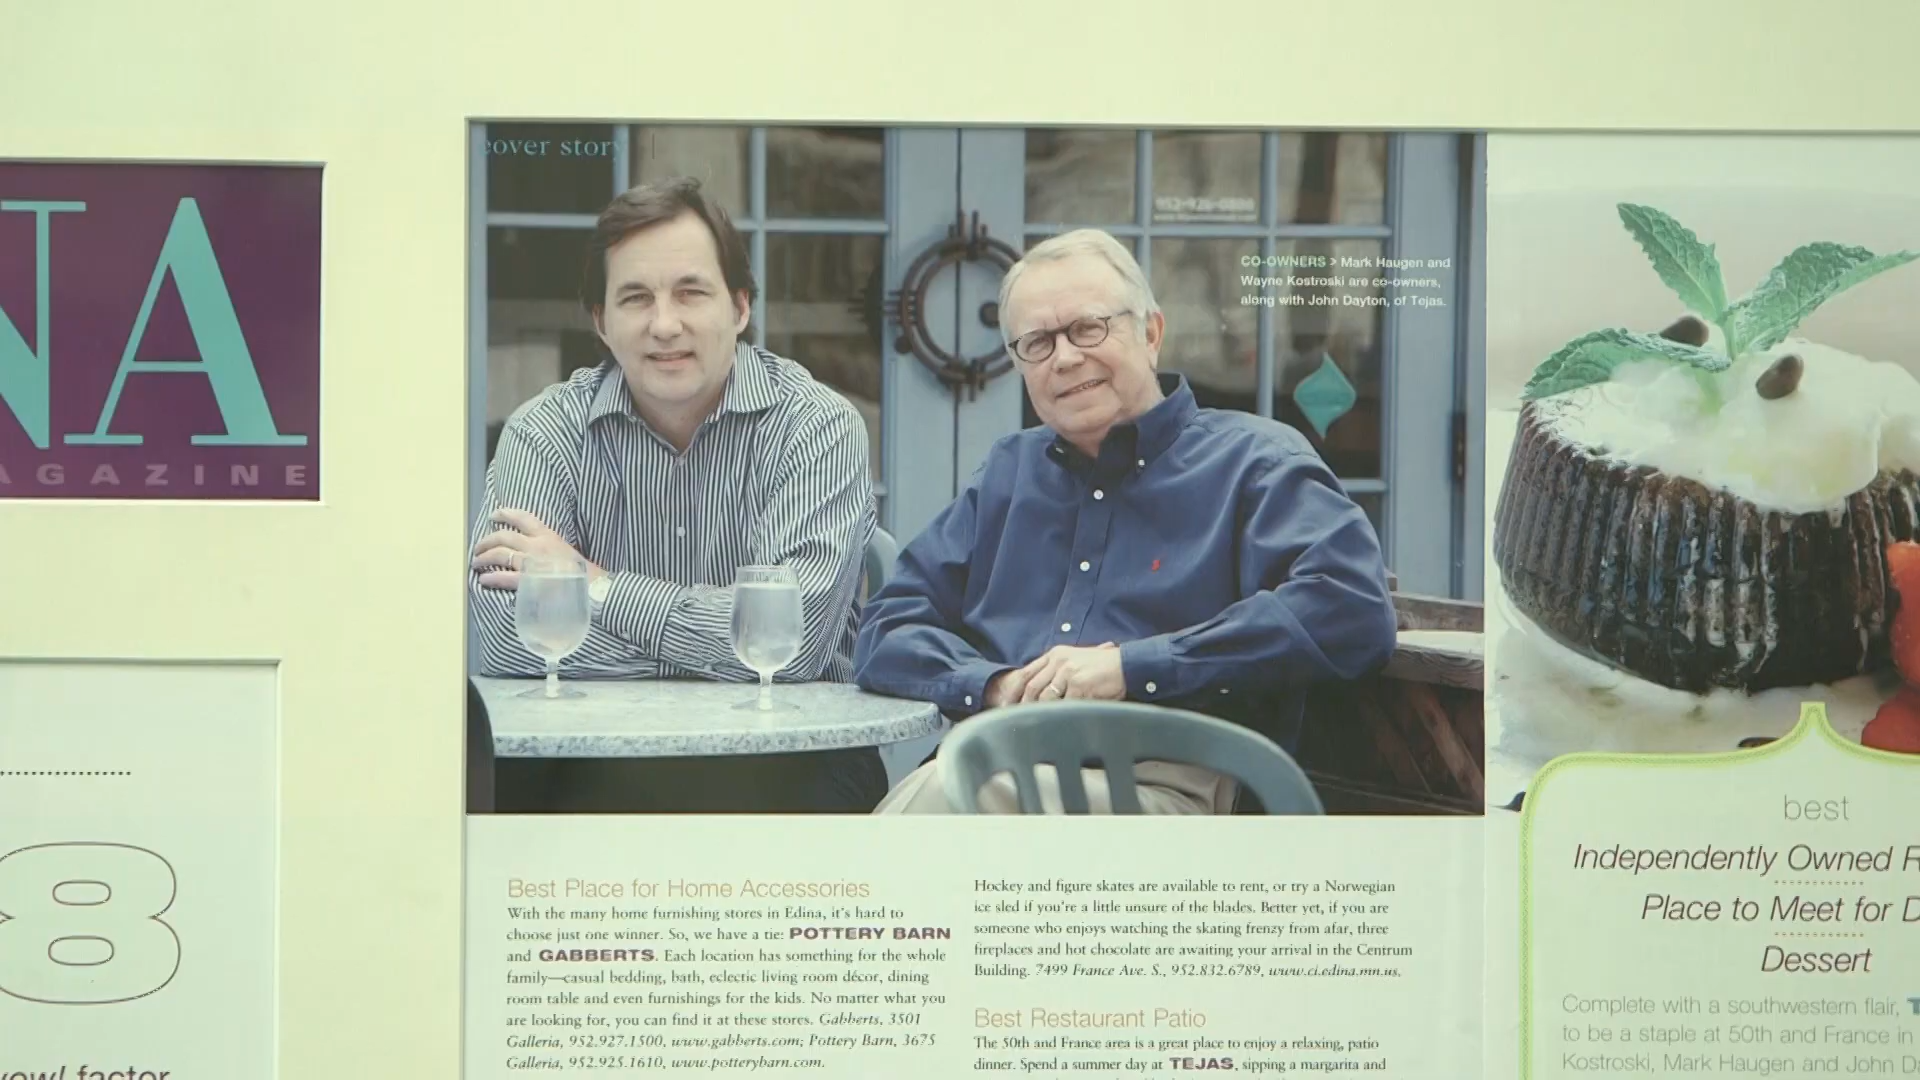 NA
AGAZINE
8
cover story
CO-OWNERS > Mark Haugen and
Wayne Kostroski are co-owners,
along with John Dayton, of Tejas.
Best Place for Home Accessories
With the many home furnishing stores in Edina, it's hard to
choose just one winner. So, we have a tie: POTTERY BARN
and GABBERTS. Each location has something for the whole
family—casual bedding, bath, eclectic living room décor, dining
room table and even furnishings for the kids. No matter what you
are looking for, you can find it at these stores. Gabberts, 3501
Galleria, 952.927.1500, www.gabberts.com; Pottery Barn, 3675
Galleria, 952.925.1610, www.potterybarn.com.
Hockey and figure skates are available to rent, or try a Norwegian
ice sled if you're a little unsure of the blades. Better yet, if you are
someone who enjoys watching the skating frenzy from afar, three
fireplaces and hot chocolate are awaiting your arrival in the Centrum
Building. 7499 France Ave. S., 952.832.6789, www.ci.edina.mn.us.
Best Restaurant Patio
The 50th and France area is a great place to enjoy a relaxing, patio
dinner. Spend a summer day at TEJAS, sipping a margarita and
best
Independently Owned
Place to Meet for D
Dessert
Complete with a southwestern flair,
to be a staple at 50th and France in
Kostroski, Mark Haugen and John D